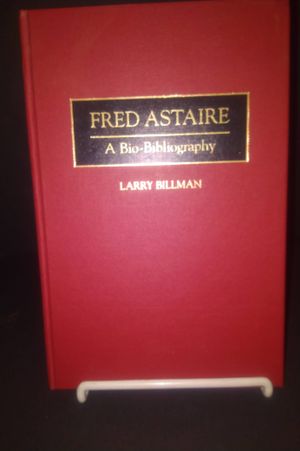 FRED ASTAIRE
A Bio-Bibliography
LARRY BILLMAN